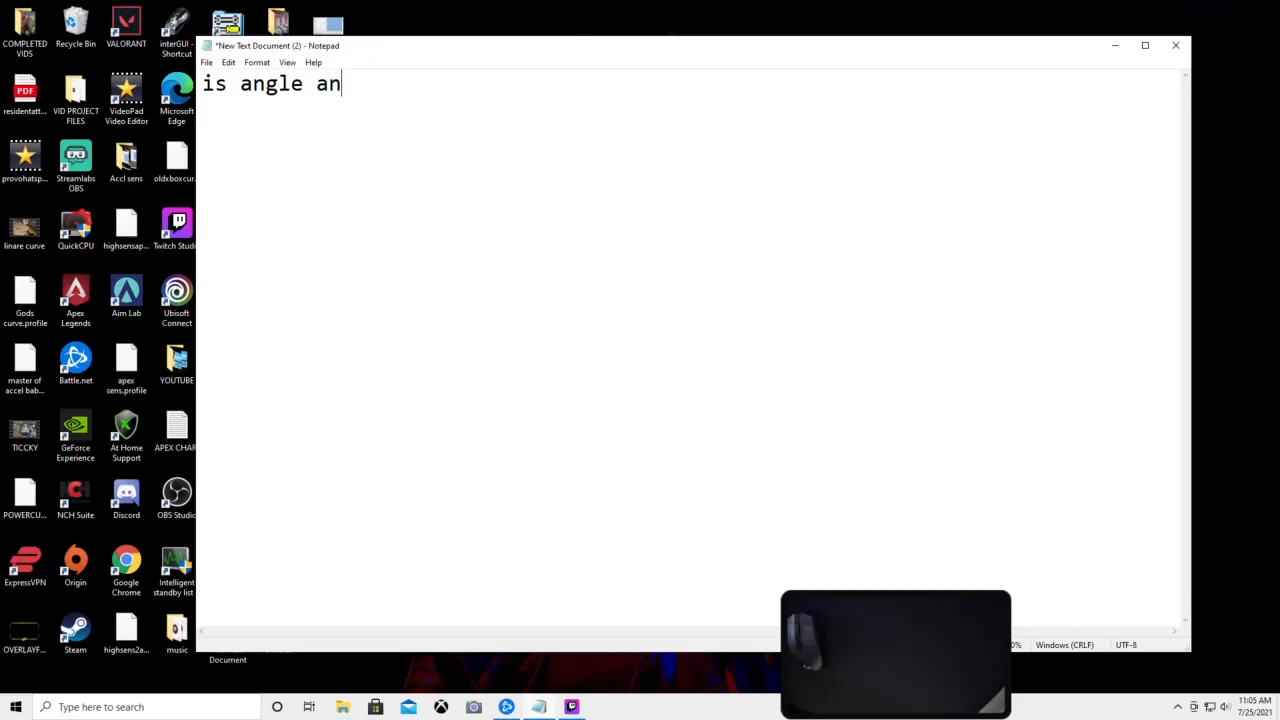 *New Text Document (2) - Notepad
File Edit Format View Help
is angle an
COMPLETED VIDS
Recycle Bin
VALORANT
interGUI - Shortcut
residentatt...
VID PROJECT FILES
VideoPad Video Editor
Microsoft Edge
provohatsp...
Streamlabs OBS
Accl sens
oldxboxcur...
linare curve
QuickCPU
highsensap...
Twitch Studi
Gods curve.profile
Apex Legends
Aim Lab
Ubisoft Connect
master of accel bab...
Battle.net
apex sens.profile
YOUTUBE
TICCKY
GeForce Experience
At Home Support
APEX CHAR
POWERCU...
NCH Suite
Discord
OBS Studio
ExpressVPN
Origin
Google Chrome
Intelligent standby list
OVERLAYF...
Steam
highsens2a...
music
Document
PDF
0% Windows (CRLF) UTF-8
Type here to search
11:05 AM
7/25/2021